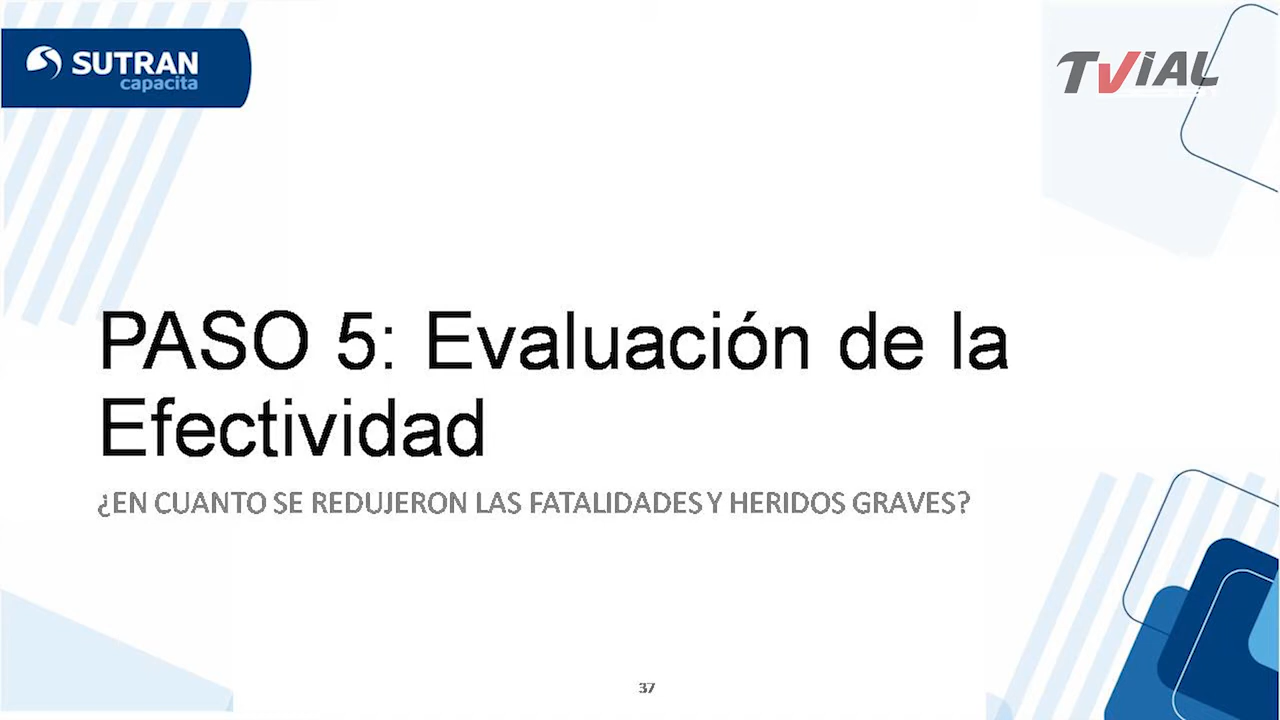 SUTRAN
capacita
TViAL
PASO 5: Evaluación de la
Efectividad
¿EN CUANTO SE REDUJERON LAS FATALIDADES Y HERIDOS GRAVES?
37